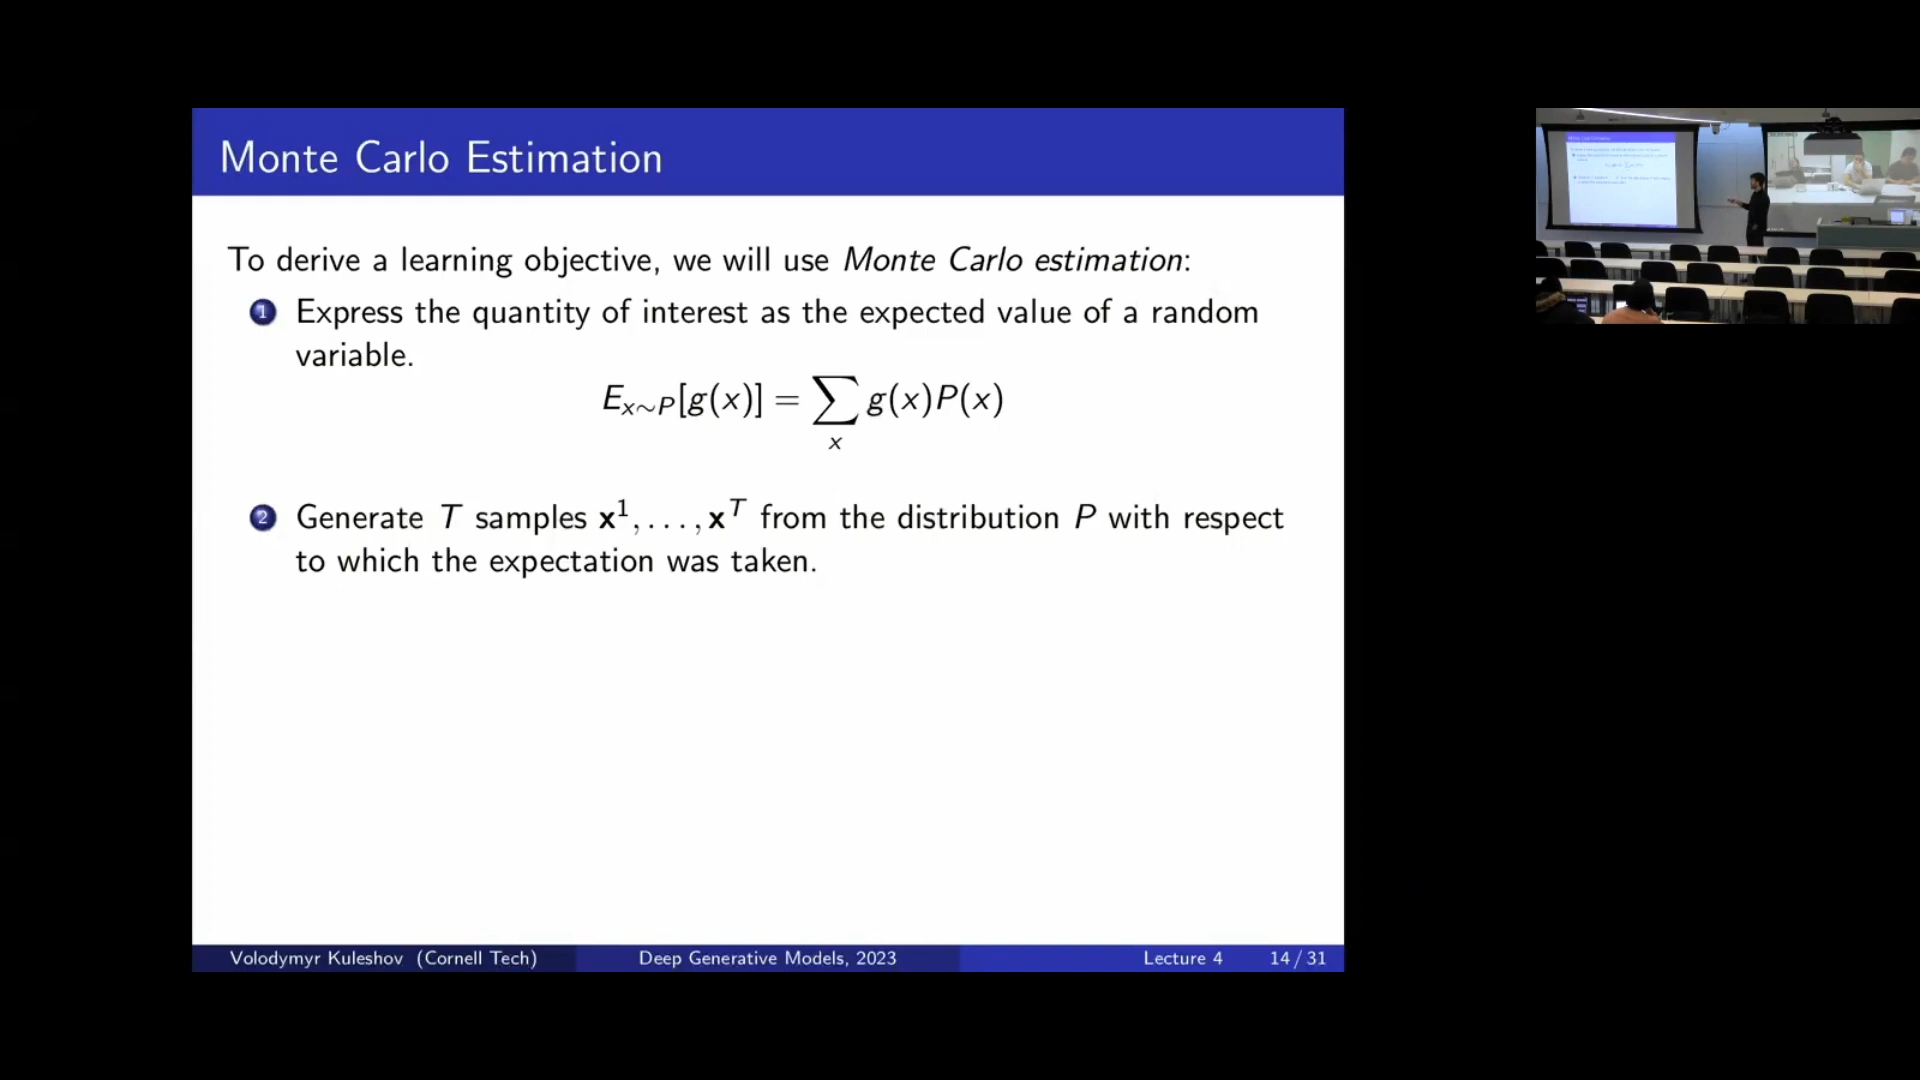 Monte Carlo Estimation
To derive a learning objective, we will use Monte Carlo estimation:
1 Express the quantity of interest as the expected value of a random
variable.
E_{x∼P}[g(x)] = ∑_x g(x)P(x)
2 Generate T samples x^1, . . . , x^T from the distribution P with respect
to which the expectation was taken.
Volodymyr Kuleshov (Cornell Tech) Deep Generative Models, 2023 Lecture 4 14 / 31